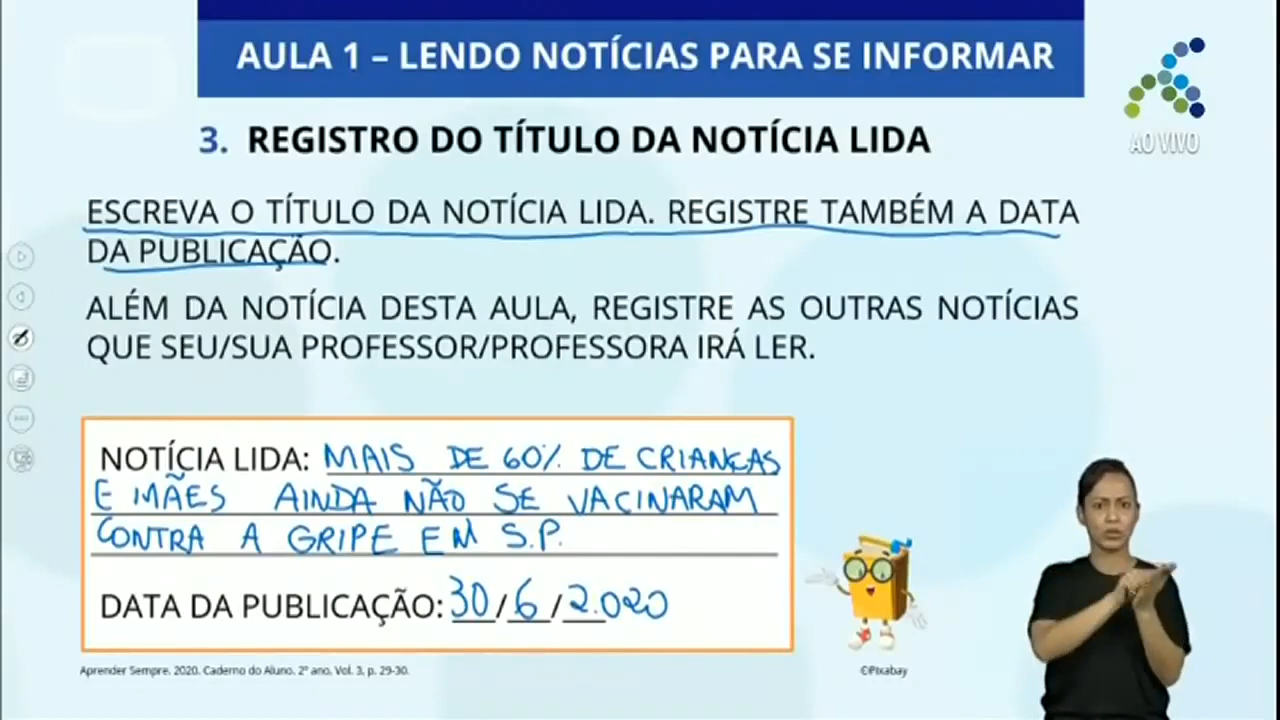 AULA 1 – LENDO NOTÍCIAS PARA SE INFORMAR
AO VIVO
3. REGISTRO DO TÍTULO DA NOTÍCIA LIDA
ESCREVA O TÍTULO DA NOTÍCIA LIDA. REGISTRE TAMBÉM A DATA
DA PUBLICAÇÃO.
ALÉM DA NOTÍCIA DESTA AULA, REGISTRE AS OUTRAS NOTÍCIAS
QUE SEU/SUA PROFESSOR/PROFESSORA IRÁ LER.
NOTÍCIA LIDA: MAIS DE 60% DE CRIANÇAS
E MÃES AINDA NÃO SE VACINARAM
CONTRA A GRIPE EM S.P.
DATA DA PUBLICAÇÃO: 30/6/2.020
Aprender Sempre. 2020. Caderno do Aluno. 2º ano. Vol. 3, p. 29-30.
©Pixabay